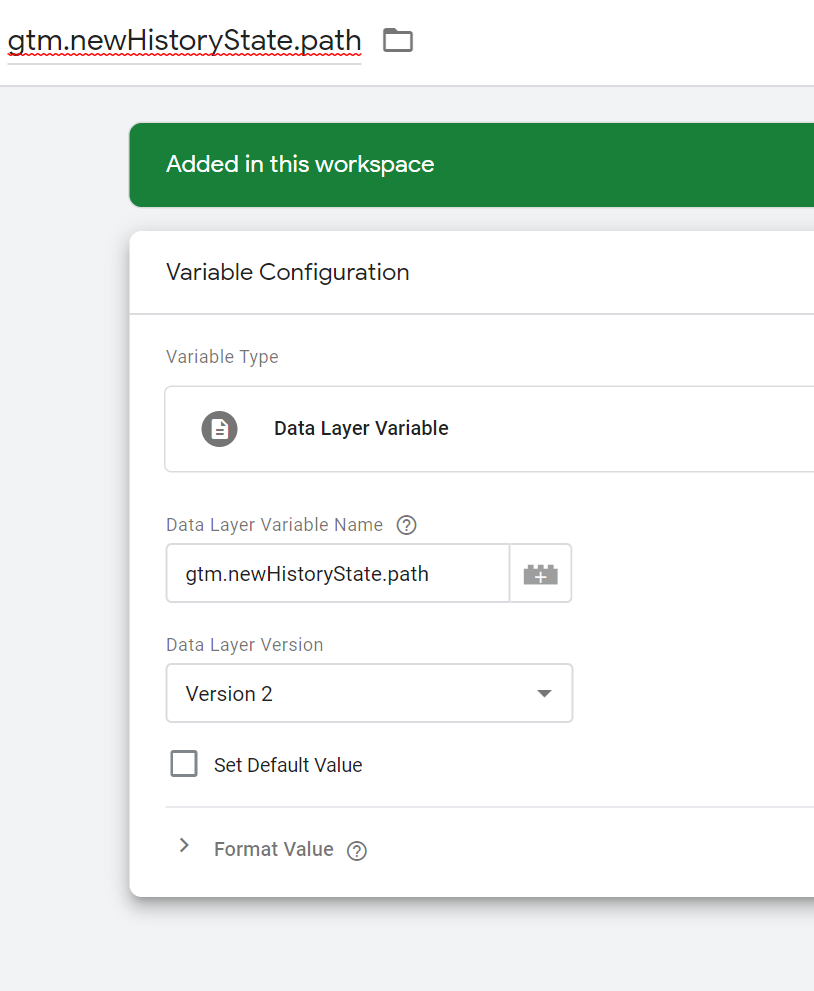 gtm.newHistoryState.path
Added in this workspace
Variable Configuration
Variable Type
Data Layer Variable
Data Layer Variable Name
gtm.newHistoryState.path
Data Layer Version
Version 2
Set Default Value
Format Value